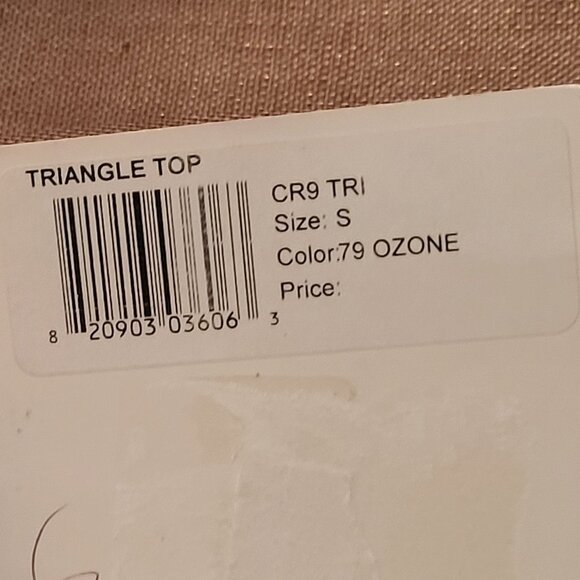 TRIANGLE TOP
CR9 TRI
Size: S
Color:79 OZONE
Price:
8 20903 03606 3